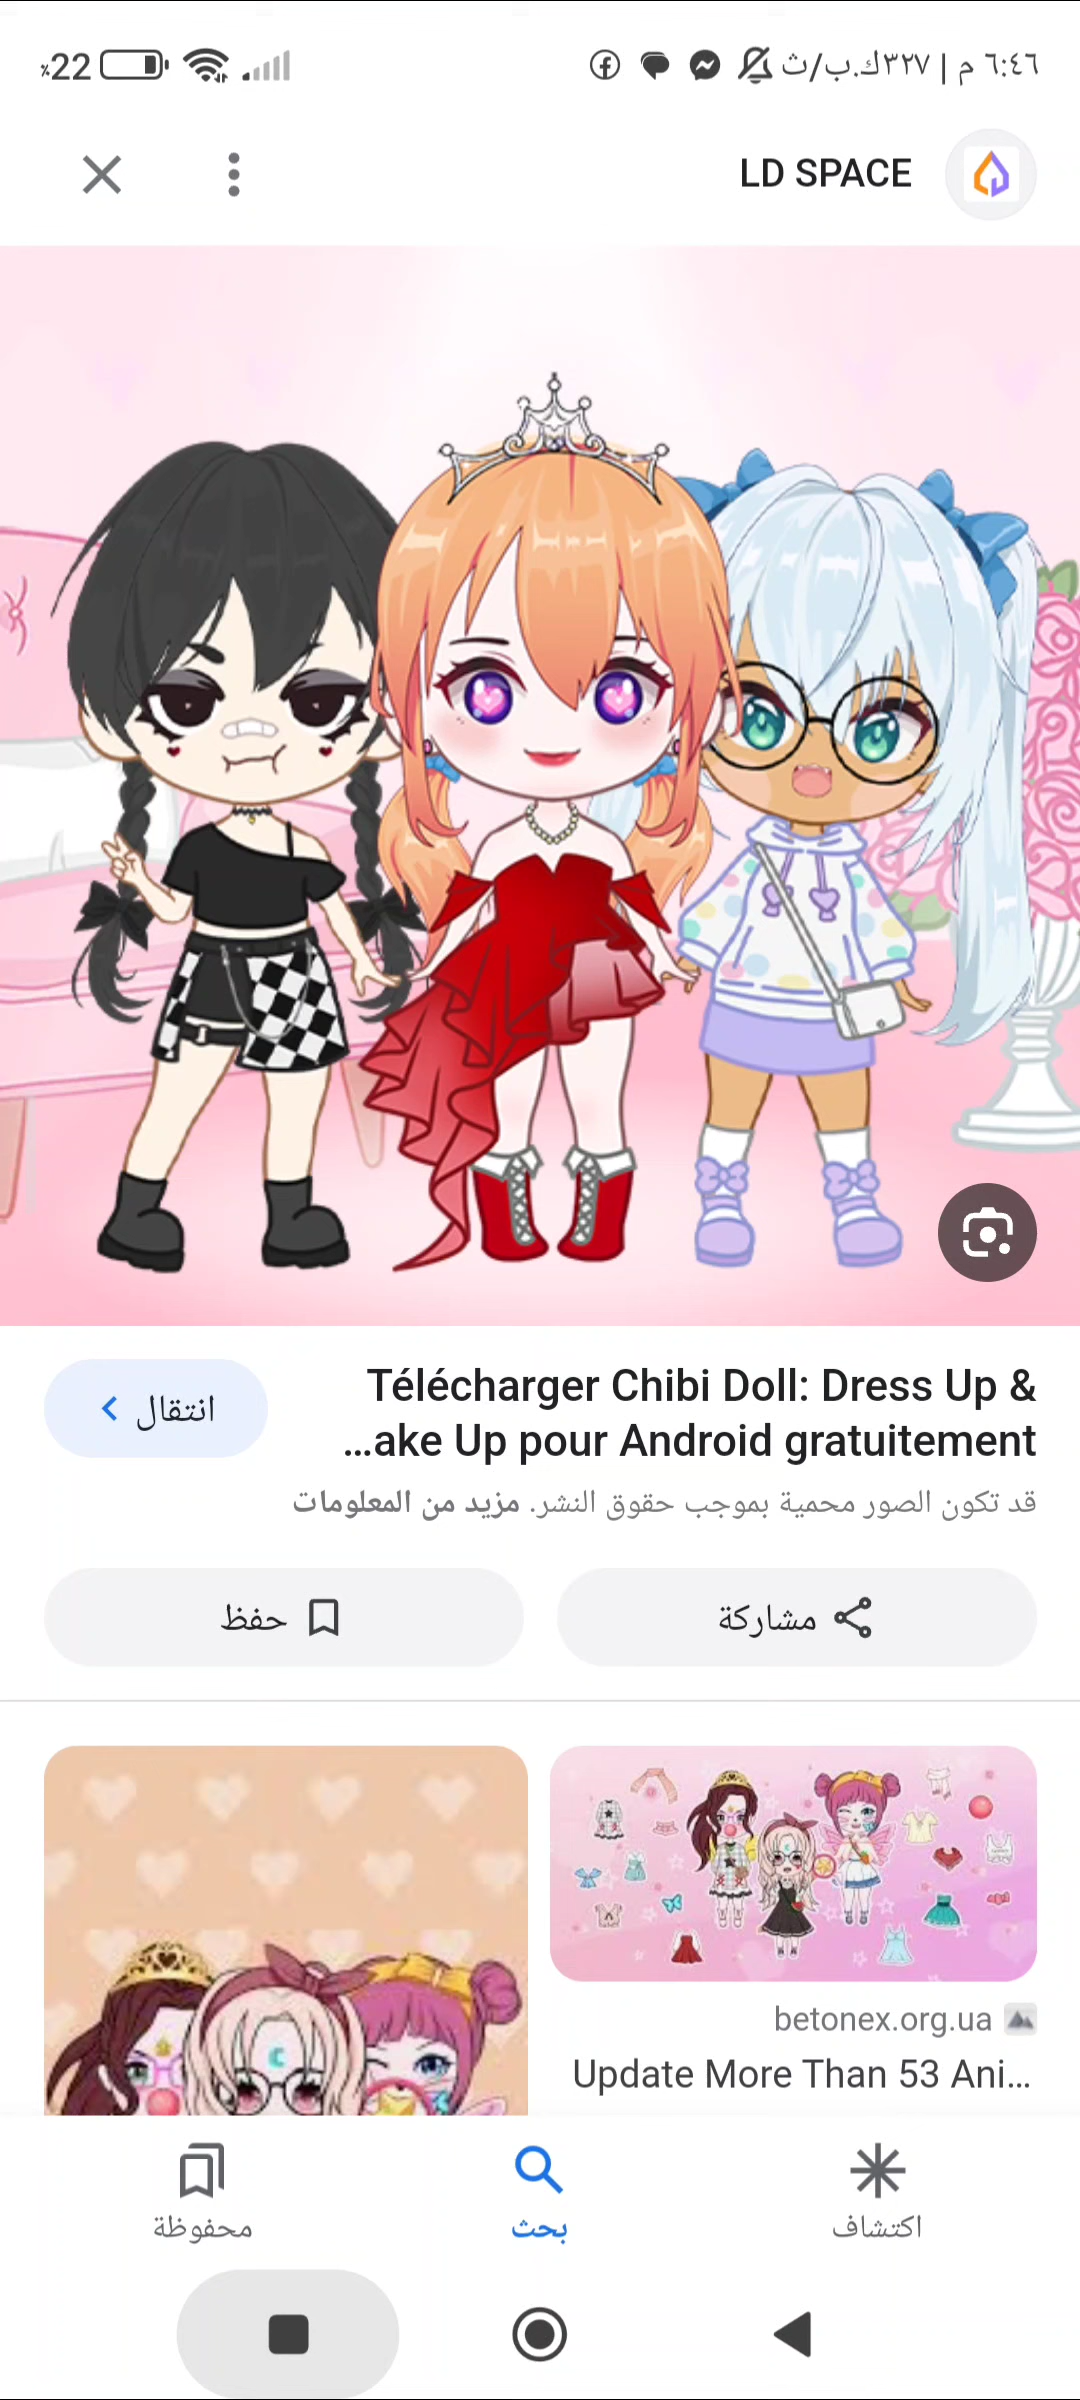 ٦:٤٦ م | ٣٢٧ك.ب/ث
٪22
LD SPACE
Télécharger Chibi Doll: Dress Up &
...ake Up pour Android gratuitement
انتقال
قد تكون الصور محمية بموجب حقوق النشر. مزيد من المعلومات
مشاركة
حفظ
betonex.org.ua
Update More Than 53 Ani...
اكتشاف
بحث
محفوظة